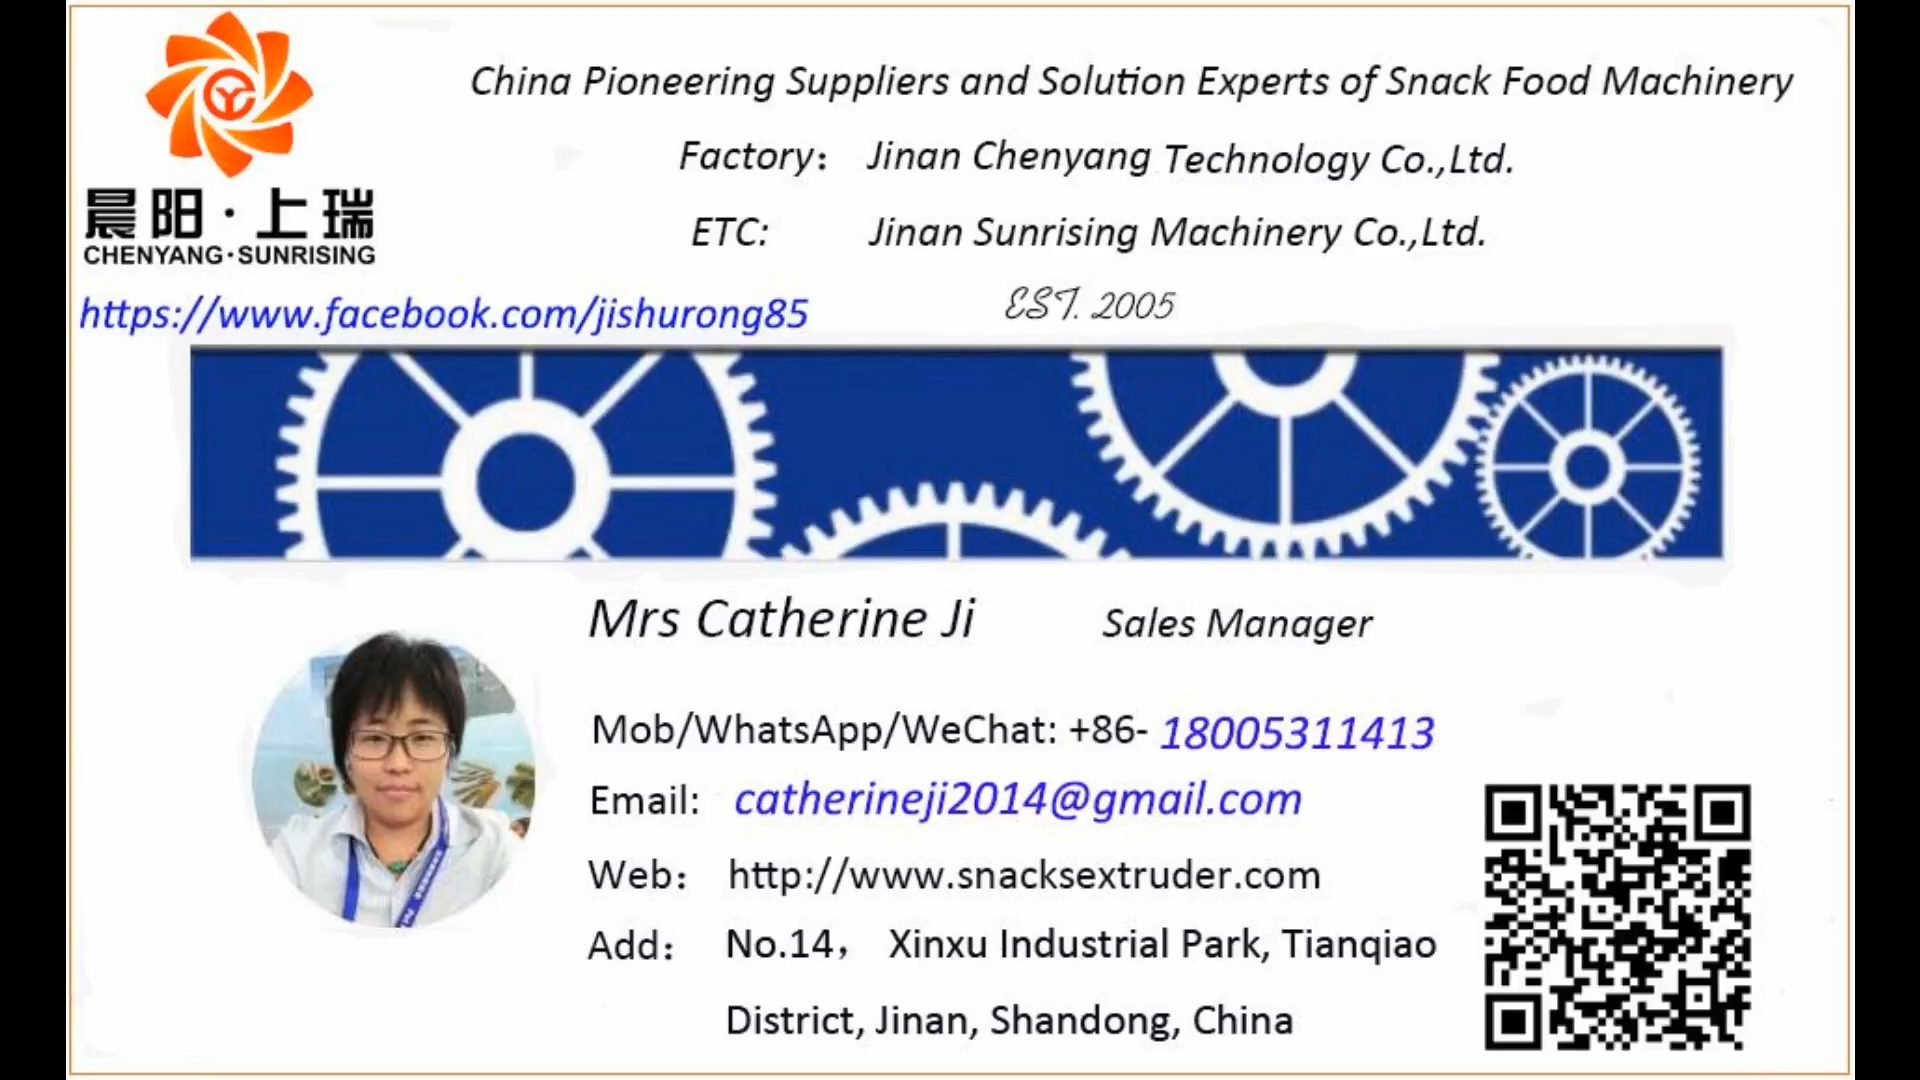 China Pioneering Suppliers and Solution Experts of Snack Food Machinery
Factory： Jinan Chenyang Technology Co.,Ltd.
晨阳·上瑞
CHENYANG·SUNRISING
ETC: Jinan Sunrising Machinery Co.,Ltd.
https://www.facebook.com/jishurong85
EST. 2005
Mrs Catherine Ji Sales Manager
Mob/WhatsApp/WeChat: +86- 18005311413
Email: catherineji2014@gmail.com
Web： http://www.snacksextruder.com
Add： No.14， Xinxu Industrial Park, Tianqiao
District, Jinan, Shandong, China